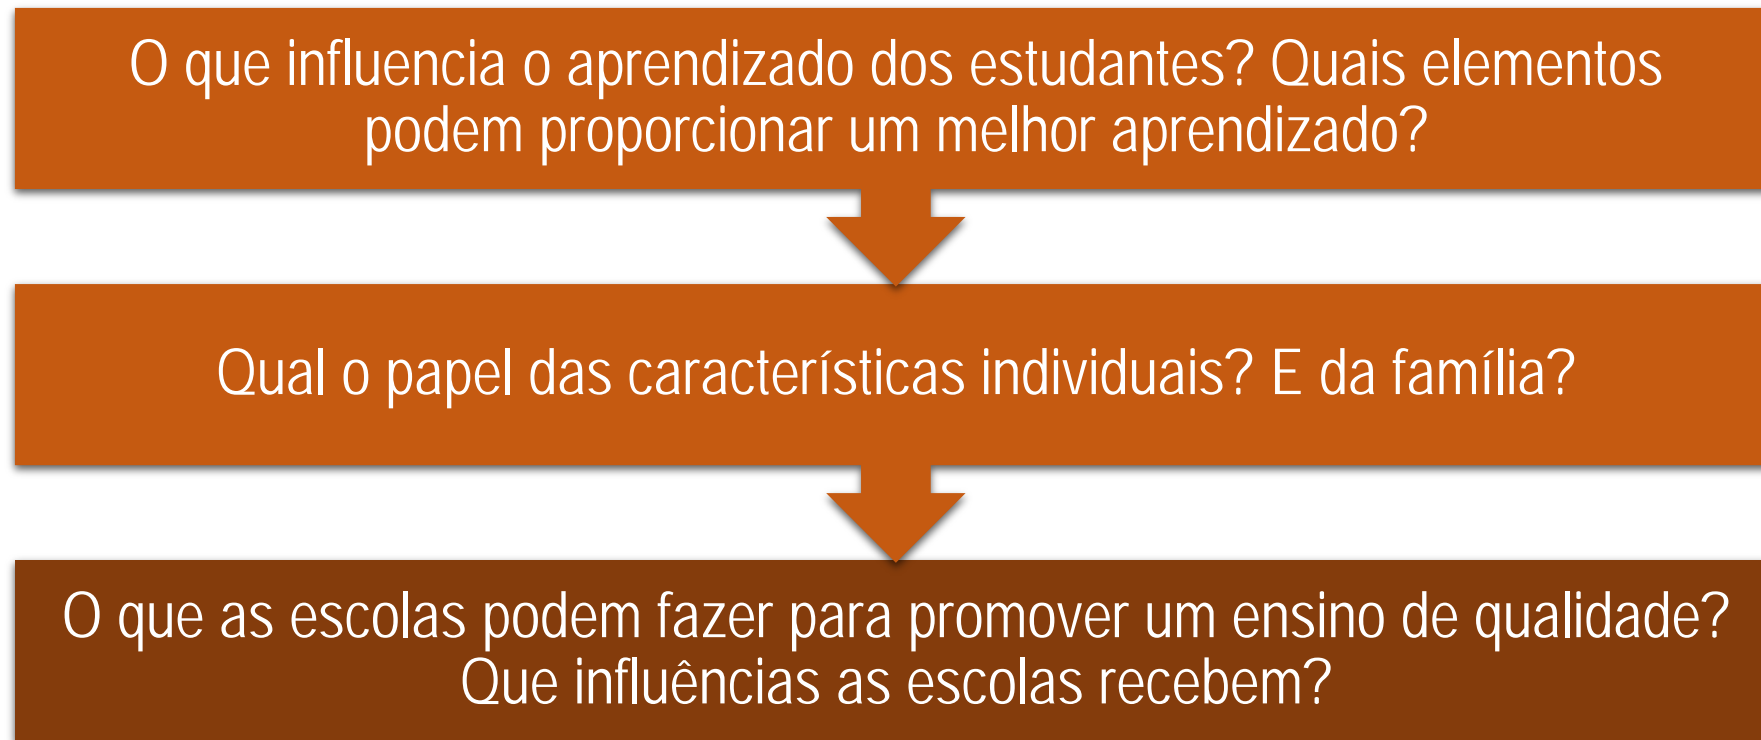 O que influencia o aprendizado dos estudantes? Quais elementos
podem proporcionar um melhor aprendizado?
Qual o papel das características individuais? E da família?
O que as escolas podem fazer para promover um ensino de qualidade?
Que influências as escolas recebem?